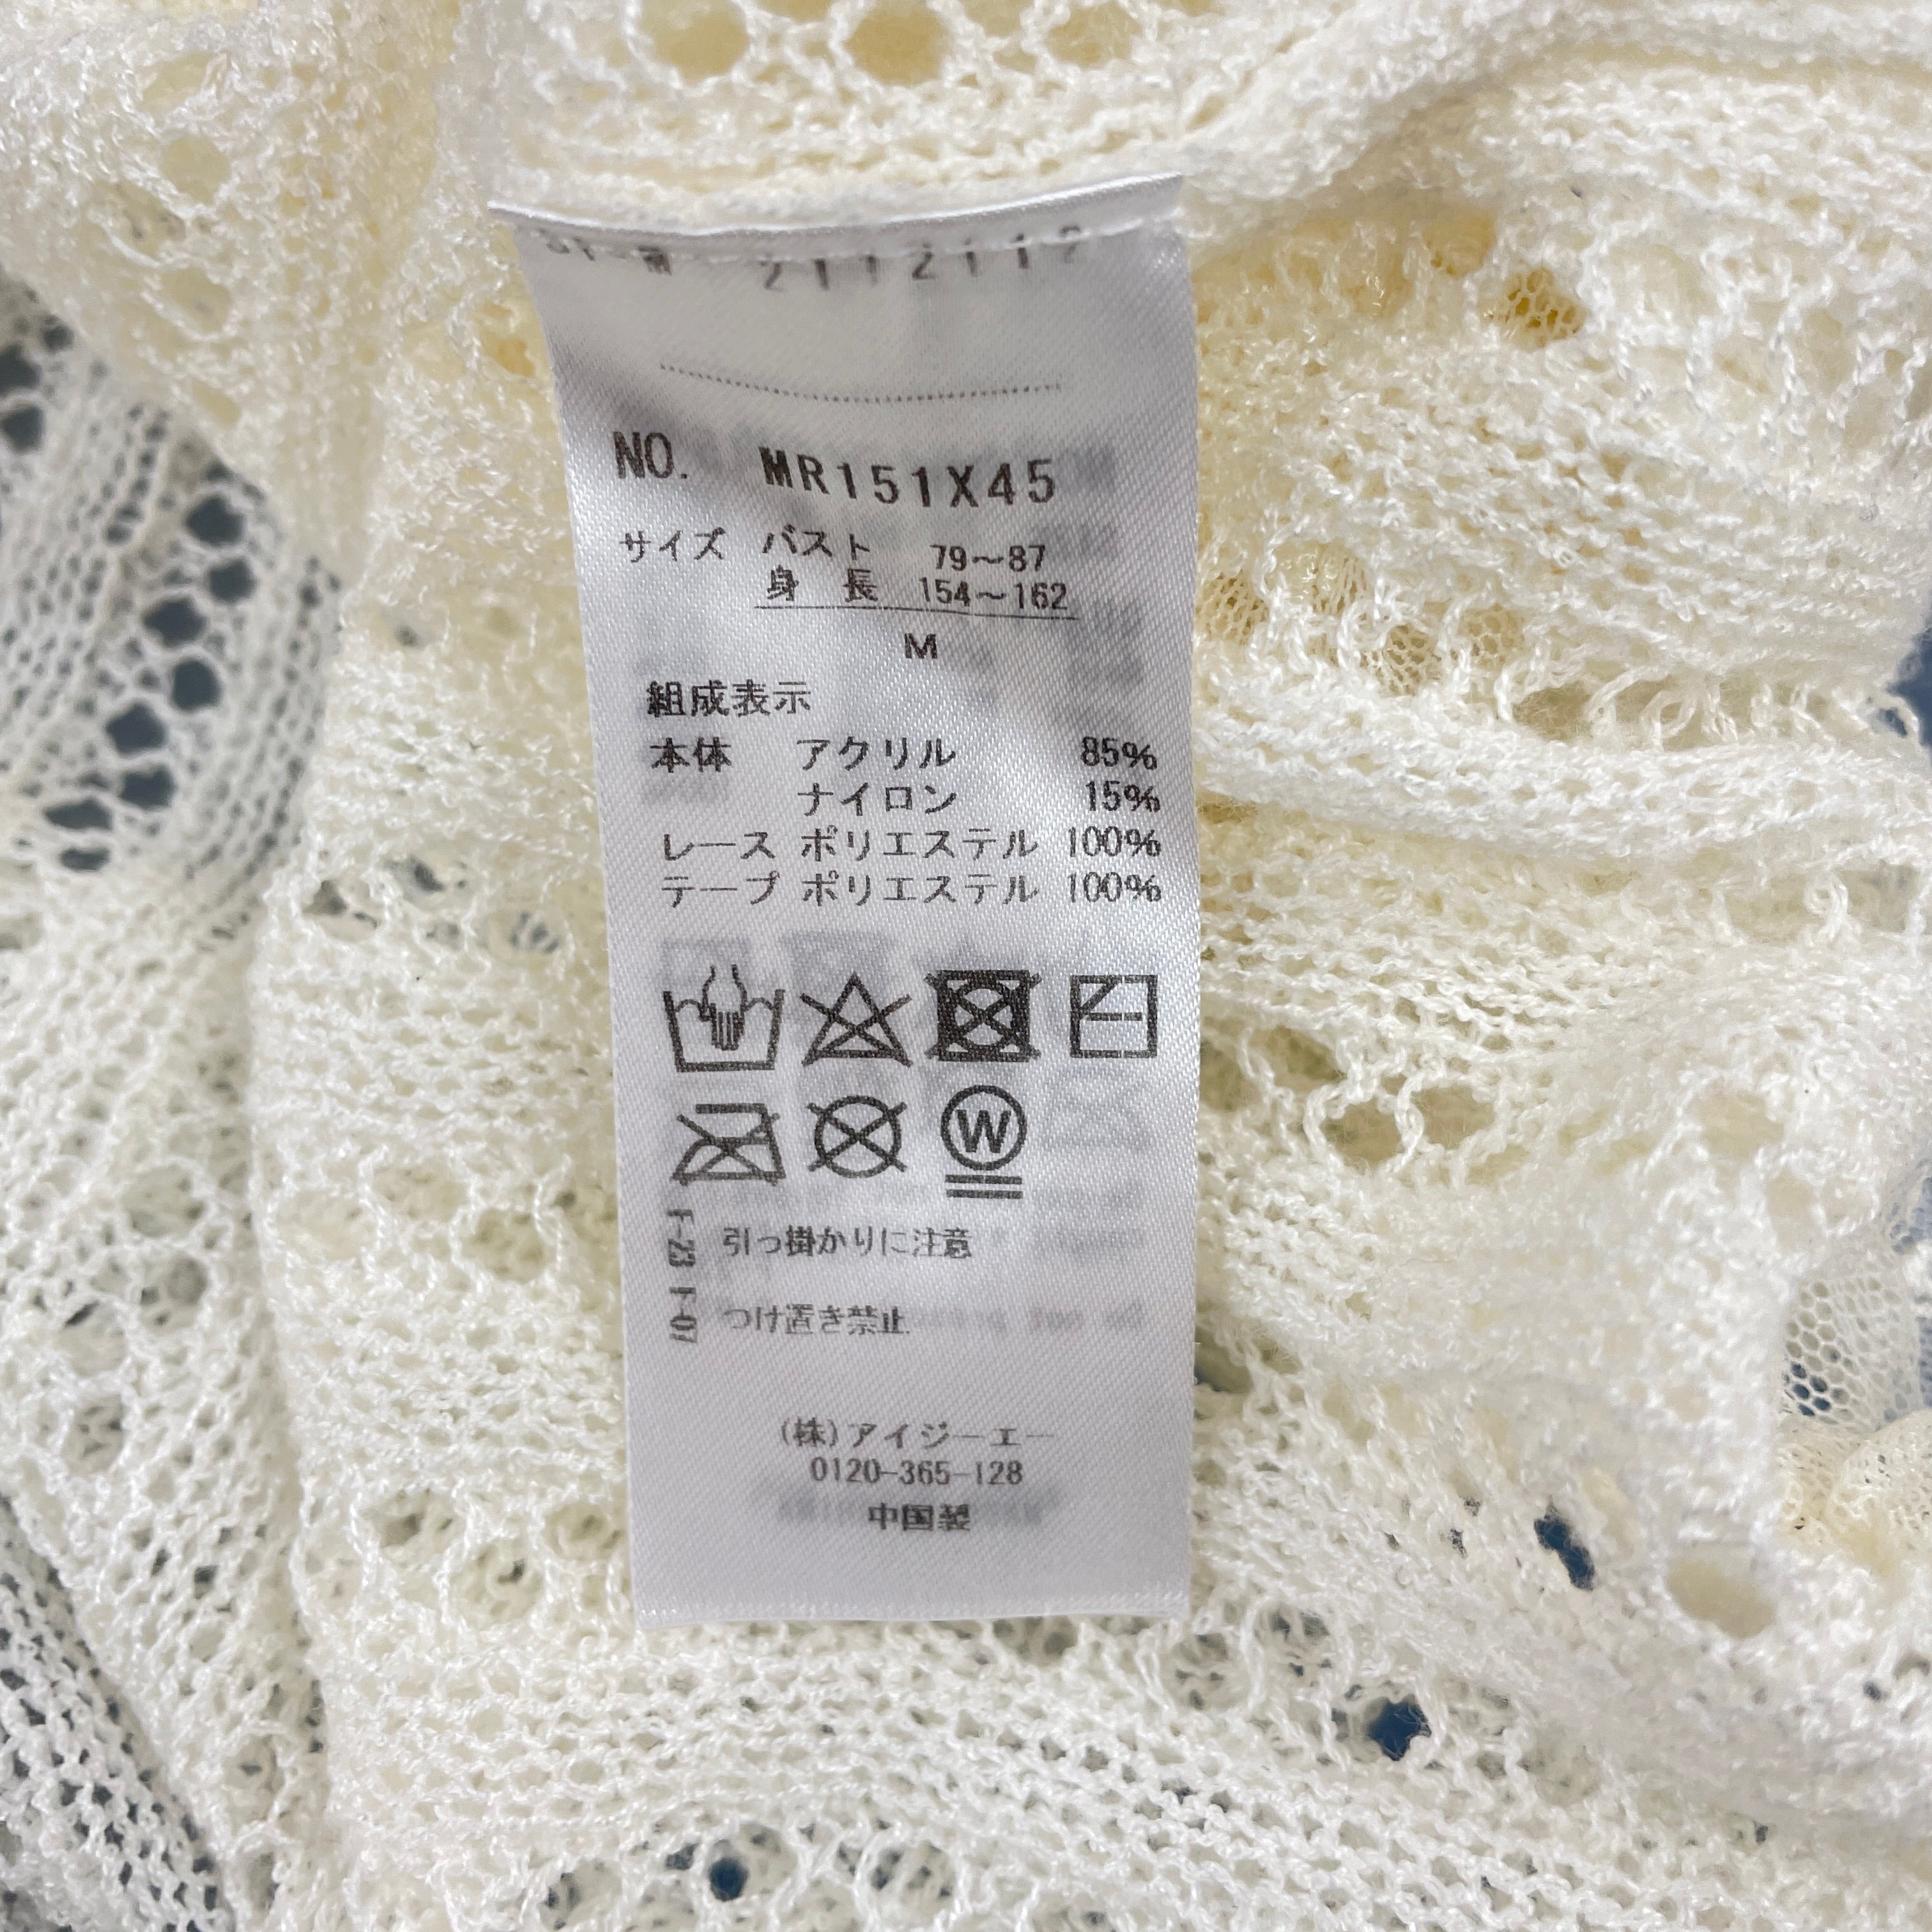 2112112
NO. MR151X45
サイズ バスト 79～87
身長 154～162
M
組成表示
本体 アクリル 85%
ナイロン 15%
レース ポリエステル 100%
テープ ポリエステル 100%
W
F-23 引っ掛かりに注意
F-07 つけ置き禁止
(株)アイジーエー
0120-365-128
中国製